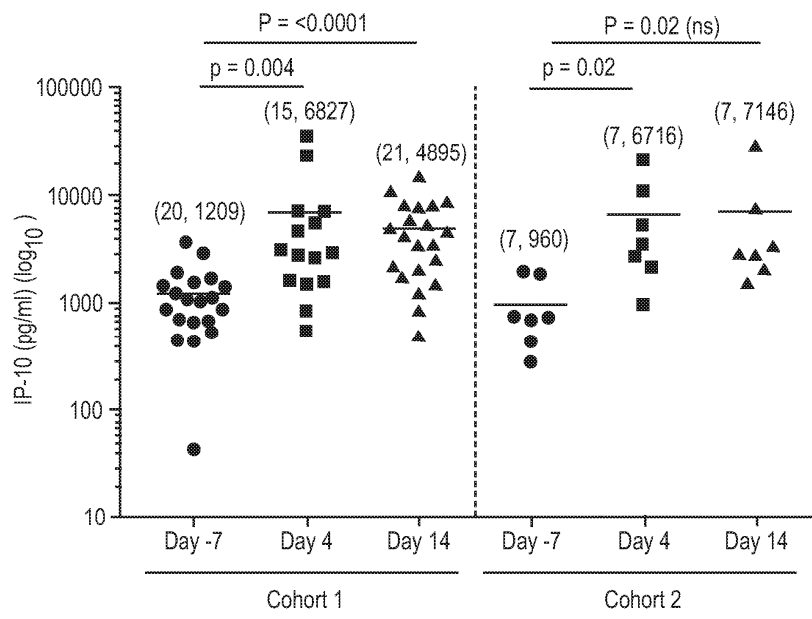 P = <0.0001
P = 0.02 (ns)
p = 0.004
p = 0.02
100000
(15, 6827)
(7, 7146)
(7, 6716)
(21, 4895)
10000
(20, 1209)
(7, 960)
1000
100
10
IP-10 (pg/ml) (log10)
Day -7 Day 4 Day 14 Day -7 Day 4 Day 14
Cohort 1 Cohort 2